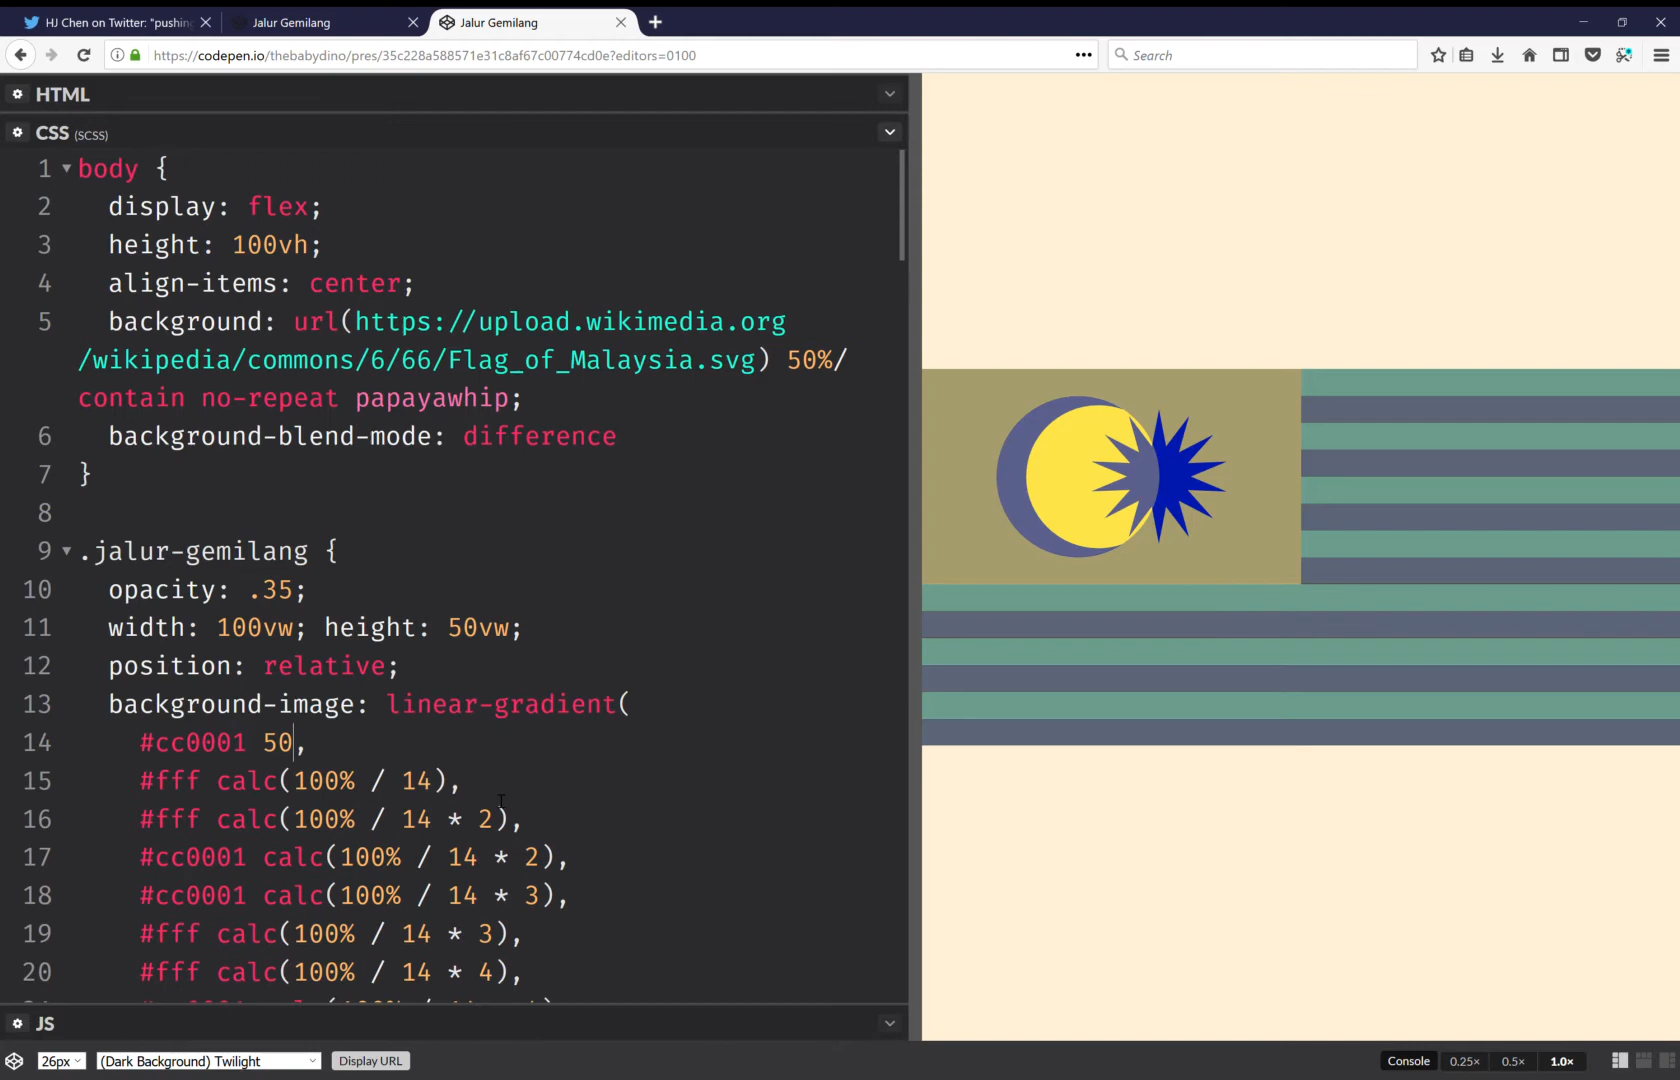 HJ Chen on Twitter: "pushin
Jalur Gemilang
Jalur Gemilang
https://codepen.io/thebabydino/pres/35c228a588571e31c8af67c00774cd0e?editors=0100
Search
HTML
CSS (SCSS)
1 body {
2 display: flex;
3 height: 100vh;
4 align-items: center;
5 background: url(https://upload.wikimedia.org
/wikipedia/commons/6/66/Flag_of_Malaysia.svg) 50%/
contain no-repeat papayawhip;
6 background-blend-mode: difference
7 }
8
9 .jalur-gemilang {
10 opacity: .35;
11 width: 100vw; height: 50vw;
12 position: relative;
13 background-image: linear-gradient(
14 #cc0001 50,
15 #fff calc(100% / 14),
16 #fff calc(100% / 14 * 2),
17 #cc0001 calc(100% / 14 * 2),
18 #cc0001 calc(100% / 14 * 3),
19 #fff calc(100% / 14 * 3),
20 #fff calc(100% / 14 * 4),
JS
26px (Dark Background) Twilight Display URL
Console 0.25× 0.5× 1.0×